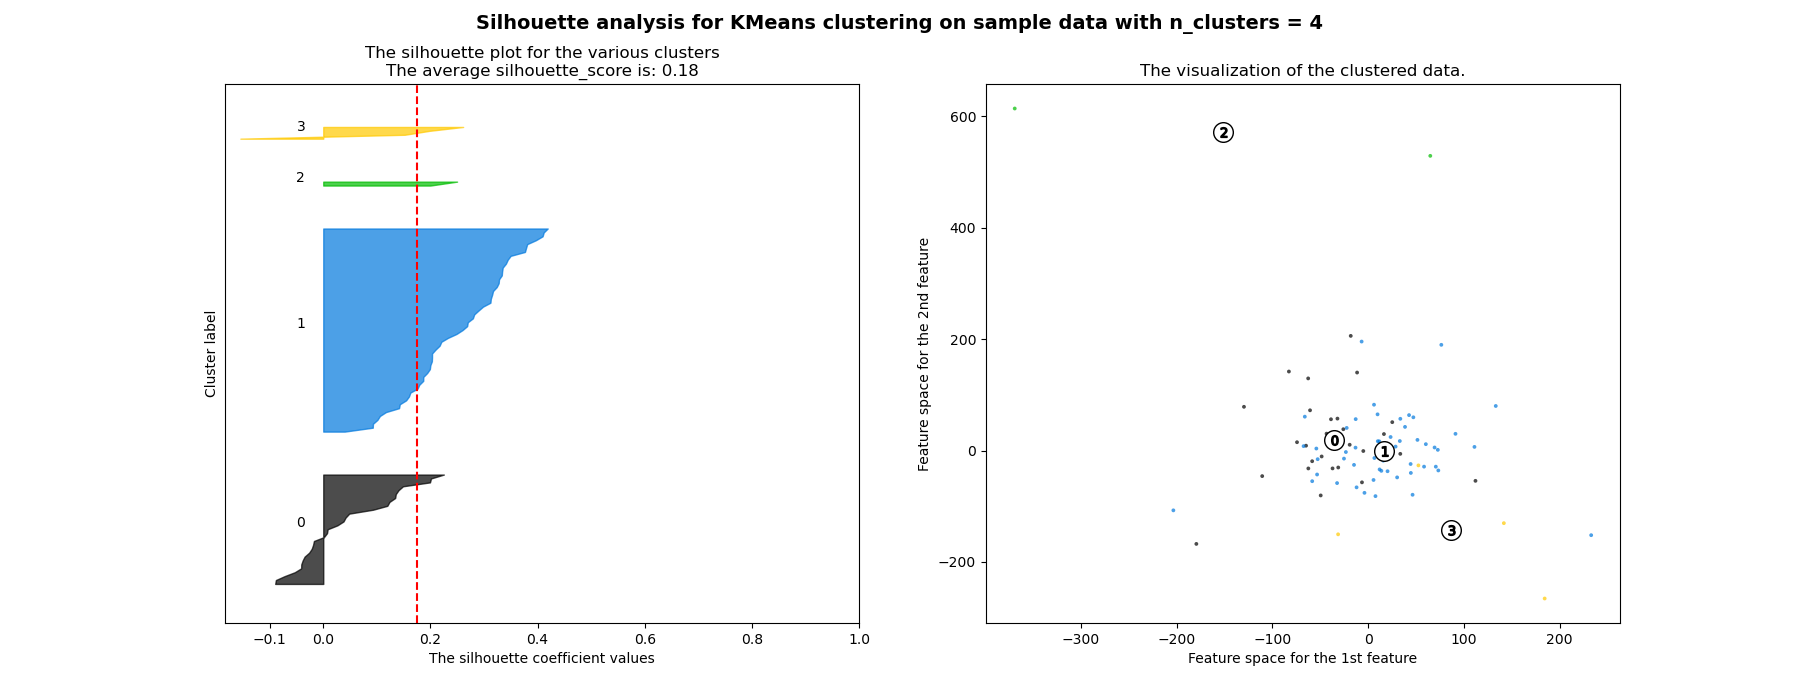 Silhouette analysis for KMeans clustering on sample data with n_clusters = 4
The silhouette plot for the various clusters
The average silhouette_score is: 0.18
3
2
1
0
Cluster label
−0.1 0.0 0.2 0.4 0.6 0.8 1.0
The silhouette coefficient values
The visualization of the clustered data.
600
400
200
0
−200
Feature space for the 2nd feature
2
0
1
3
−300 −200 −100 0 100 200
Feature space for the 1st feature